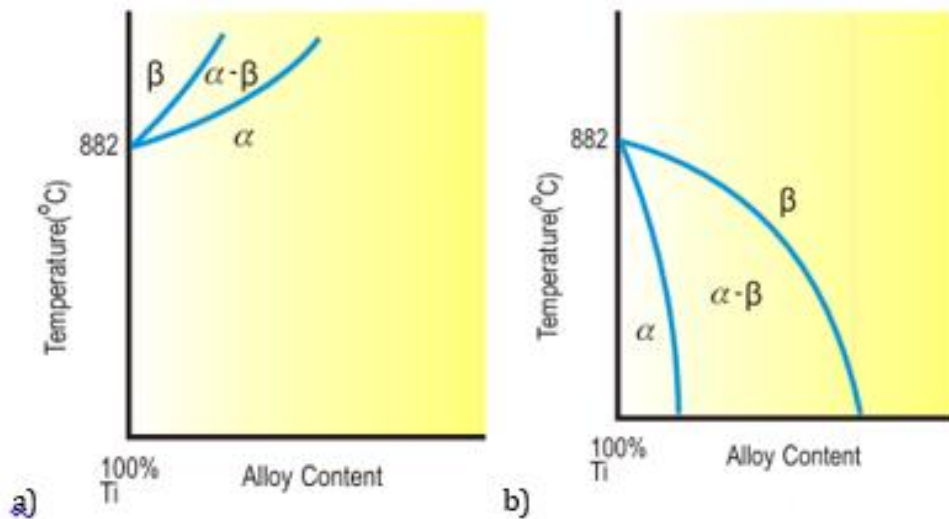 β
α-β
α
882
Temperature(°C)
100%
Ti
Alloy Content
a)
882
β
α-β
α
Temperature(°C)
100%
Ti
Alloy Content
b)